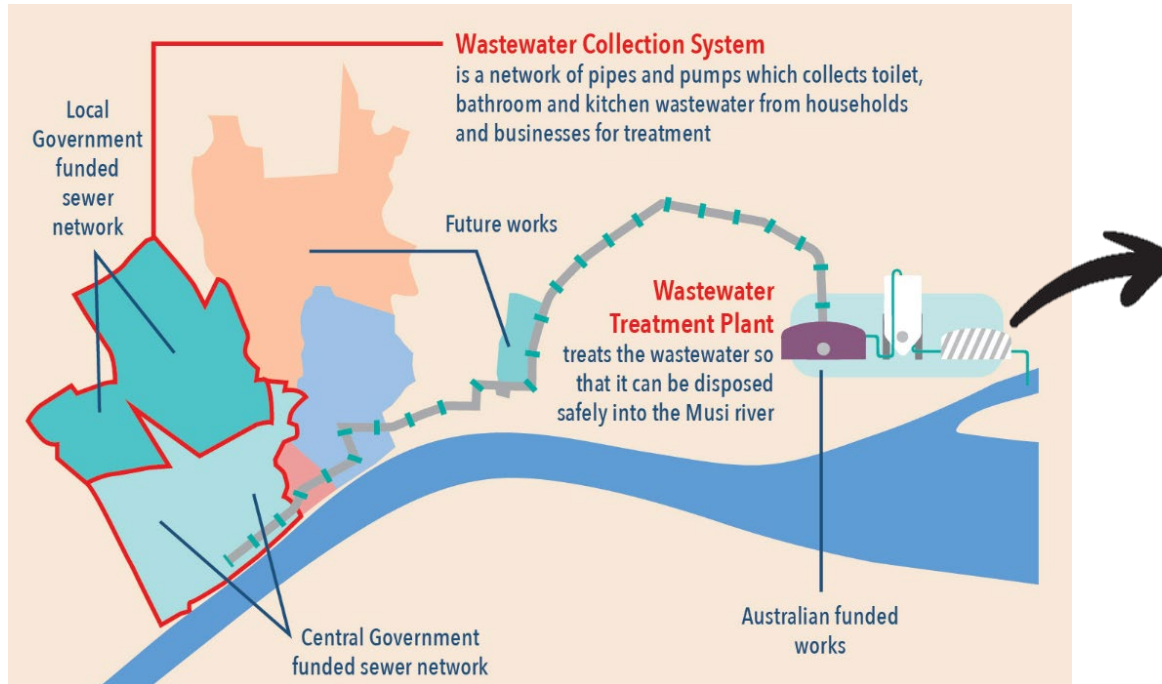 Wastewater Collection System
is a network of pipes and pumps which collects toilet,
bathroom and kitchen wastewater from households
and businesses for treatment
Local
Government
funded
sewer
network
Future works
Wastewater
Treatment Plant
treats the wastewater so
that it can be disposed
safely into the Musi river
Australian funded
works
Central Government
funded sewer network